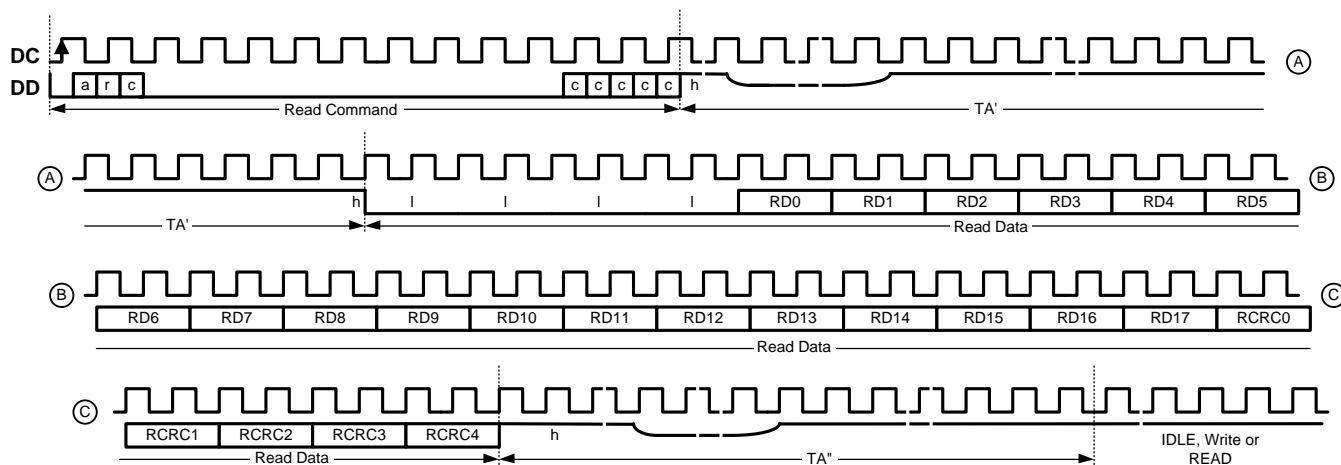 DC
DD a r c c c c c c h A
Read Command TA'
A h l l l l RD0 RD1 RD2 RD3 RD4 RD5 B
TA' Read Data
B RD6 RD7 RD8 RD9 RD10 RD11 RD12 RD13 RD14 RD15 RD16 RD17 RCRC0 C
Read Data
C RCRC1 RCRC2 RCRC3 RCRC4 h
Read Data TA" IDLE, Write or
READ